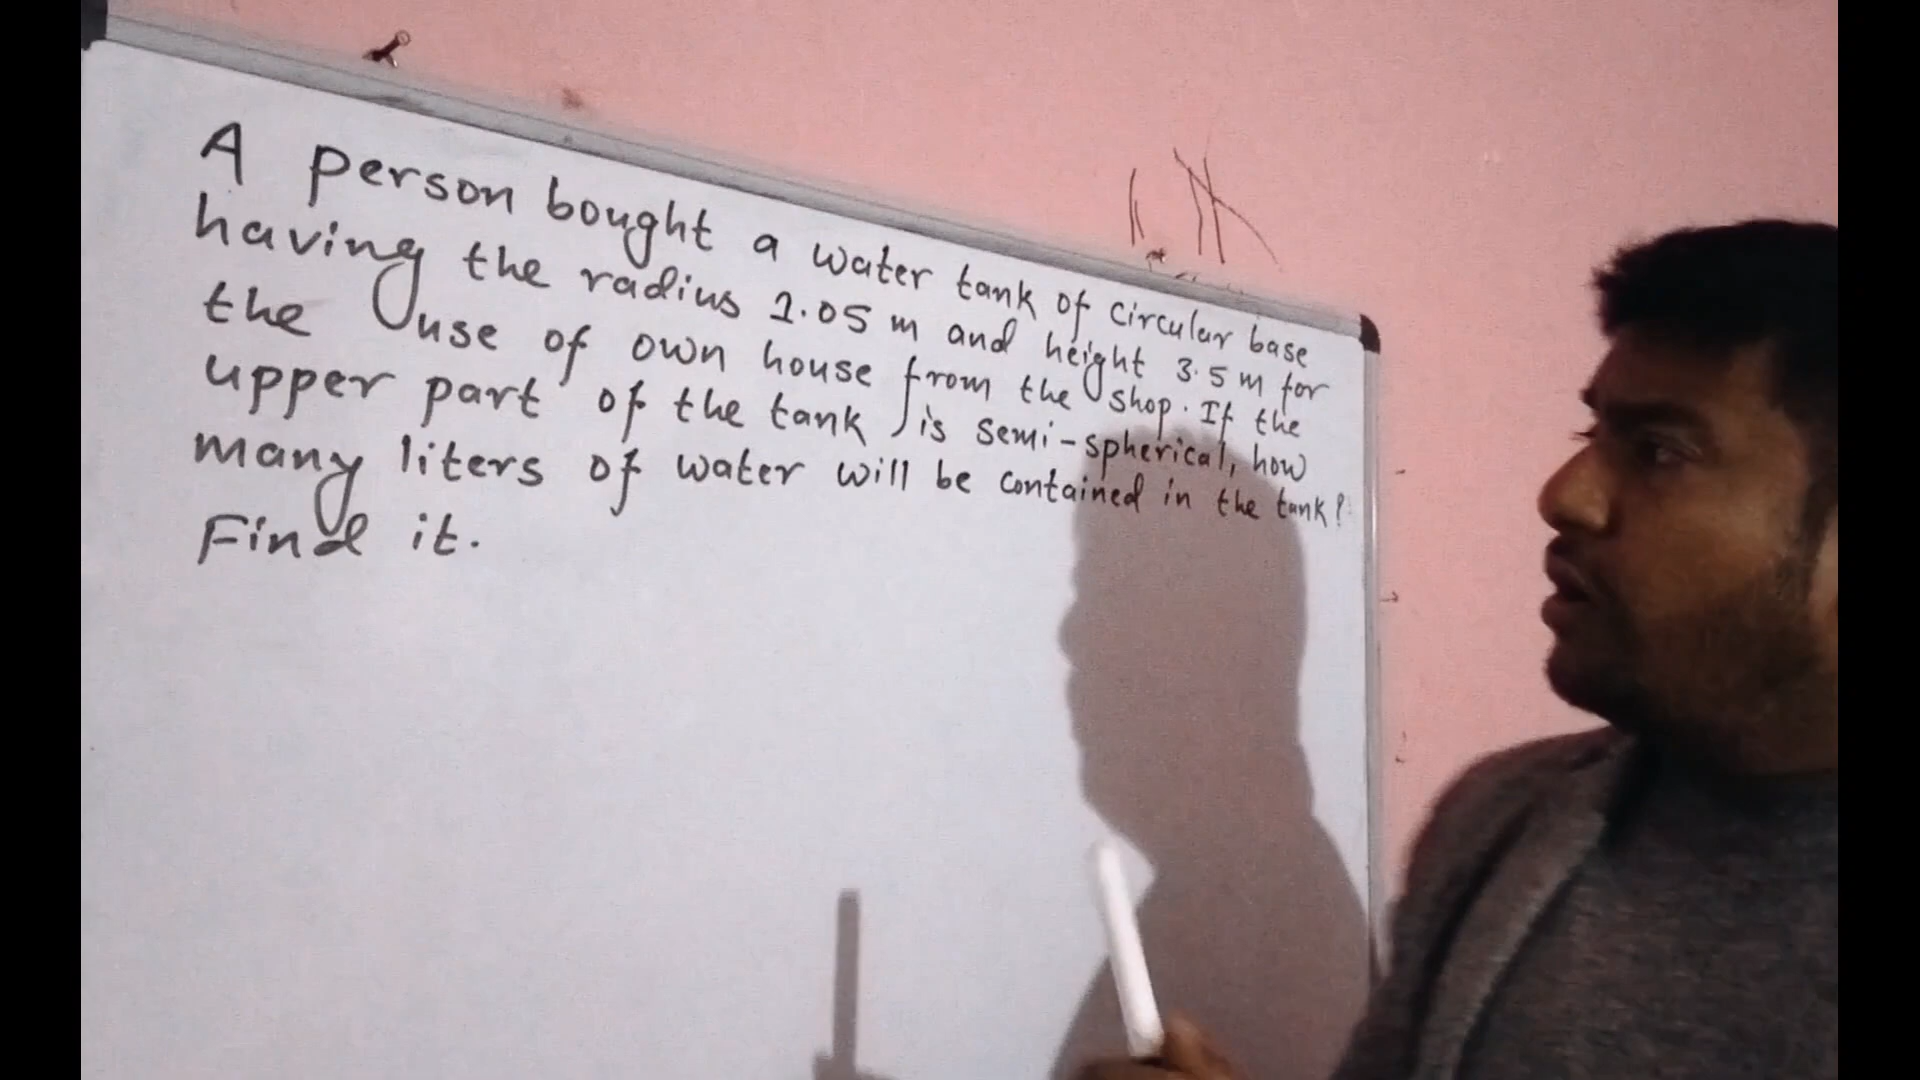 A person bought a water tank of circular base
having the radius 1.05 m and height 3.5 m for
the use of own house from the shop. If the
upper part of the tank is semi-spherical, how
many liters of water will be contained in the tank?
Find it.